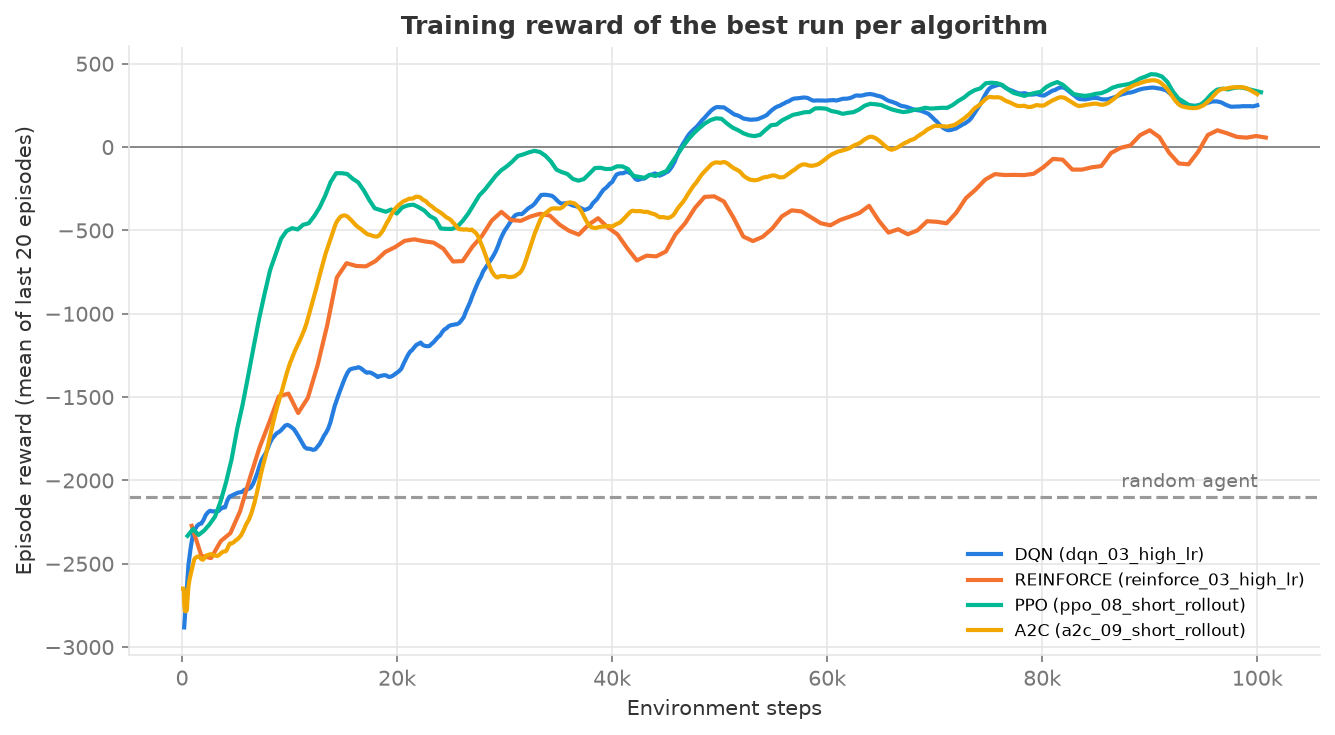 Training reward of the best run per algorithm
Episode reward (mean of last 20 episodes)
500
0
−500
−1000
−1500
−2000
−2500
−3000
random agent
DQN (dqn_03_high_lr)
REINFORCE (reinforce_03_high_lr)
PPO (ppo_08_short_rollout)
A2C (a2c_09_short_rollout)
0 20k 40k 60k 80k 100k
Environment steps